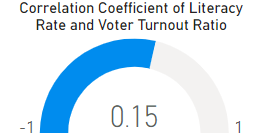 Correlation Coefficient of Literacy
Rate and Voter Turnout Ratio
0.15
-1
1